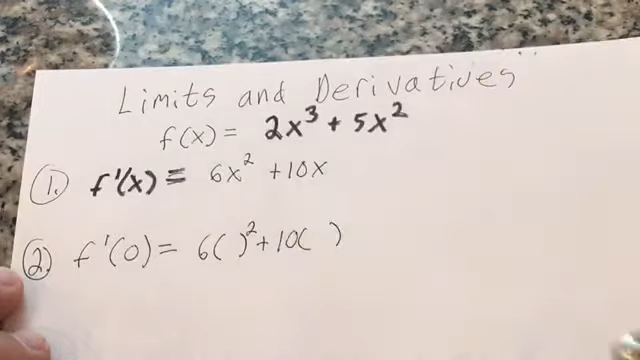 Limits and Derivatives
f(x) = 2x³ + 5x²
1. f'(x) = 6x² + 10x
2. f'(0) = 6( )² + 10( )